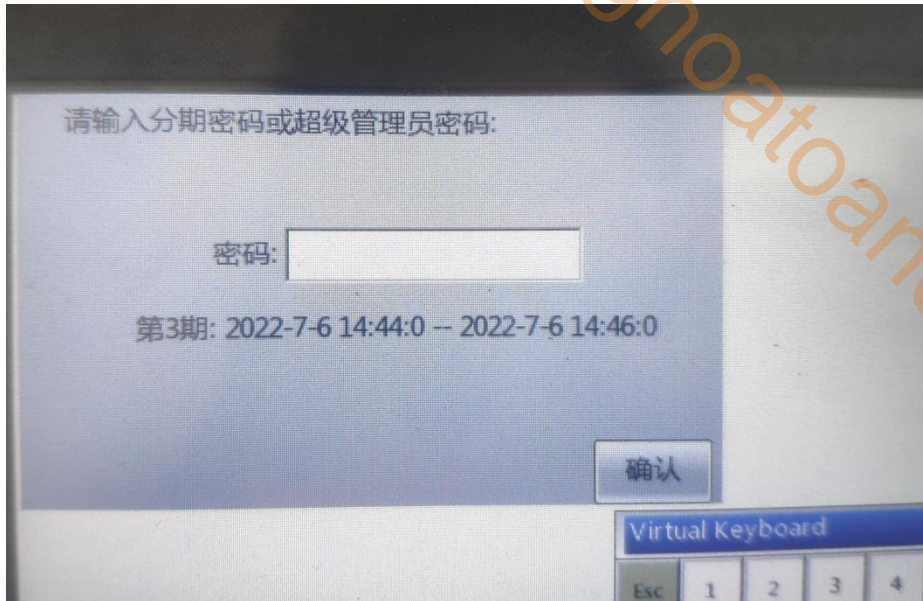 请输入分期密码或超级管理员密码:
密码:
第3期: 2022-7-6 14:44:0 -- 2022-7-6 14:46:0
确认
Virtual Keyboard
Esc 1 2 3 4